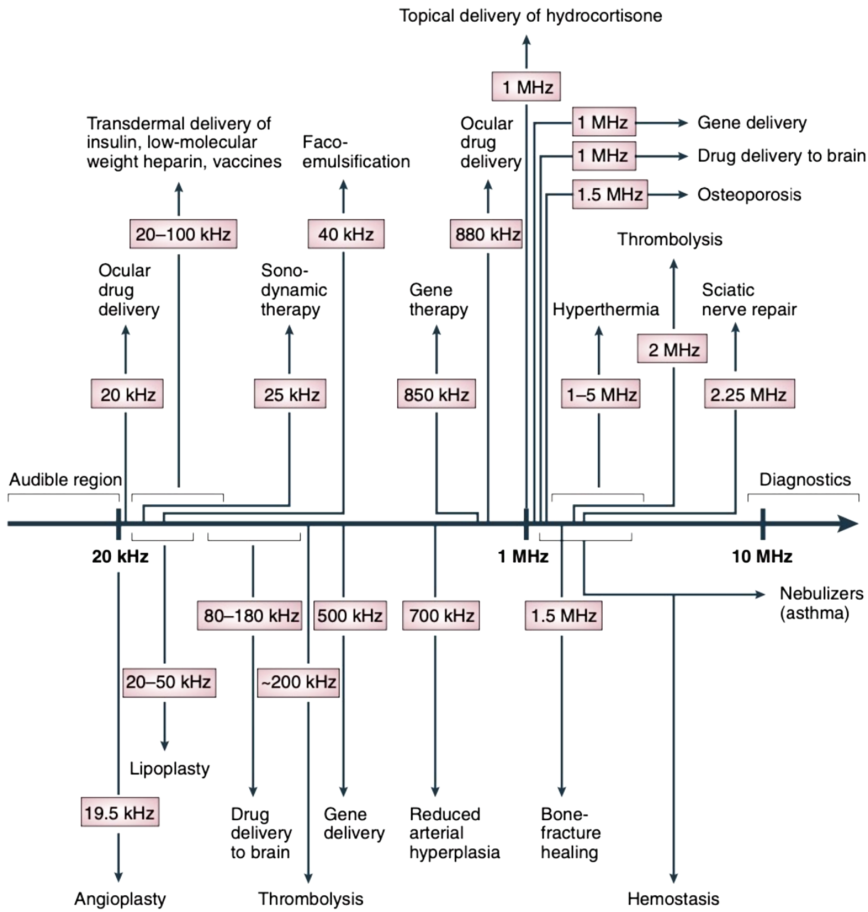 Topical delivery of hydrocortisone
1 MHz
Transdermal delivery of
insulin, low-molecular
weight heparin, vaccines
Faco-
emulsification
Ocular
drug
delivery
1 MHz
Gene delivery
1 MHz
Drug delivery to brain
1.5 MHz
Osteoporosis
20–100 kHz
40 kHz
880 kHz
Thrombolysis
Ocular
drug
delivery
Sono-
dynamic
therapy
Gene
therapy
Hyperthermia
Sciatic
nerve repair
2 MHz
20 kHz
25 kHz
850 kHz
1–5 MHz
2.25 MHz
Audible region
Diagnostics
20 kHz
1 MHz
10 MHz
Nebulizers
(asthma)
80–180 kHz
500 kHz
700 kHz
1.5 MHz
20–50 kHz
~200 kHz
Lipoplasty
19.5 kHz
Drug
delivery
to brain
Gene
delivery
Reduced
arterial
hyperplasia
Bone-
fracture
healing
Angioplasty
Thrombolysis
Hemostasis